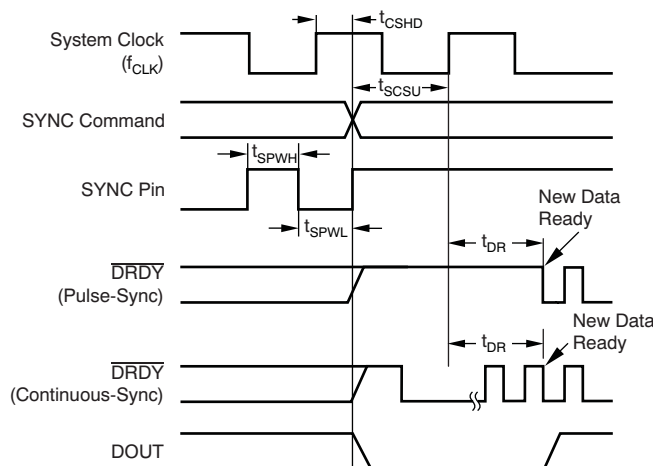 System Clock
(fCLK)
tCSHD
tSCSU
SYNC Command
tSPWH
SYNC Pin
tSPWL
New Data
Ready
tDR
DRDY
(Pulse-Sync)
New Data
Ready
tDR
DRDY
(Continuous-Sync)
DOUT